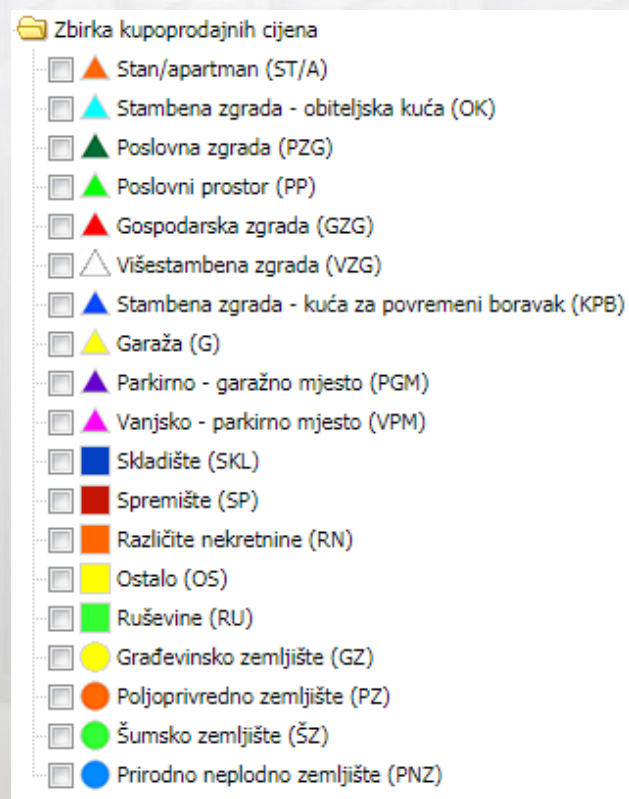 Zbirka kupoprodajnih cijena
Stan/apartman (ST/A)
Stambena zgrada - obiteljska kuća (OK)
Poslovna zgrada (PZG)
Poslovni prostor (PP)
Gospodarska zgrada (GZG)
Višestambena zgrada (VZG)
Stambena zgrada - kuća za povremeni boravak (KPB)
Garaža (G)
Parkirno - garažno mjesto (PGM)
Vanjsko - parkirno mjesto (VPM)
Skladište (SKL)
Spremište (SP)
Različite nekretnine (RN)
Ostalo (OS)
Ruševine (RU)
Građevinsko zemljište (GZ)
Poljoprivredno zemljište (PZ)
Šumsko zemljište (ŠZ)
Prirodno neplodno zemljište (PNZ)